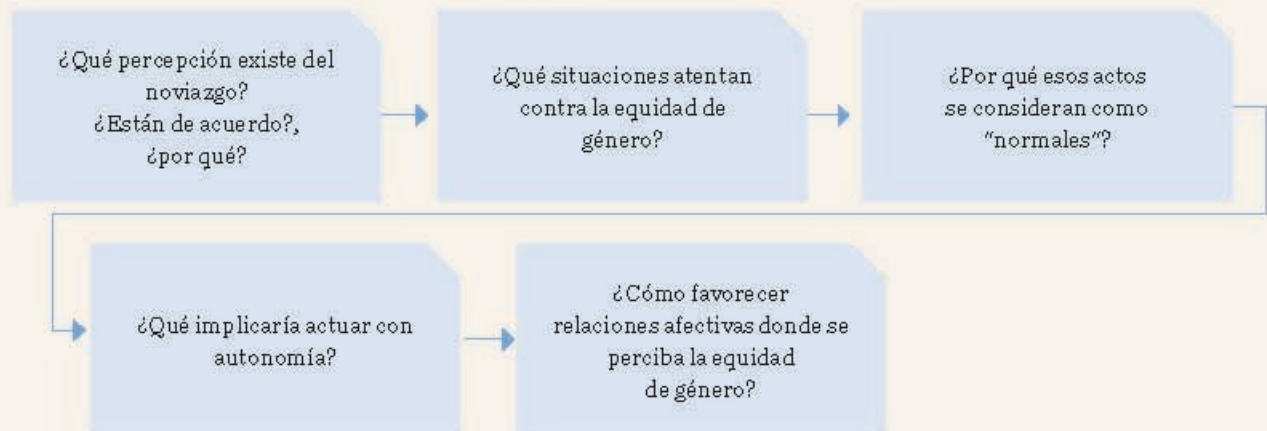 ¿Qué percepción existe del
noviazgo?
¿Están de acuerdo?,
¿por qué?
¿Qué situaciones atentan
contra la equidad de
género?
¿Por qué esos actos
se consideran como
"normales"?
¿Qué implicaría actuar con
autonomía?
¿Cómo favorecer
relaciones afectivas donde se
perciba la equidad
de género?